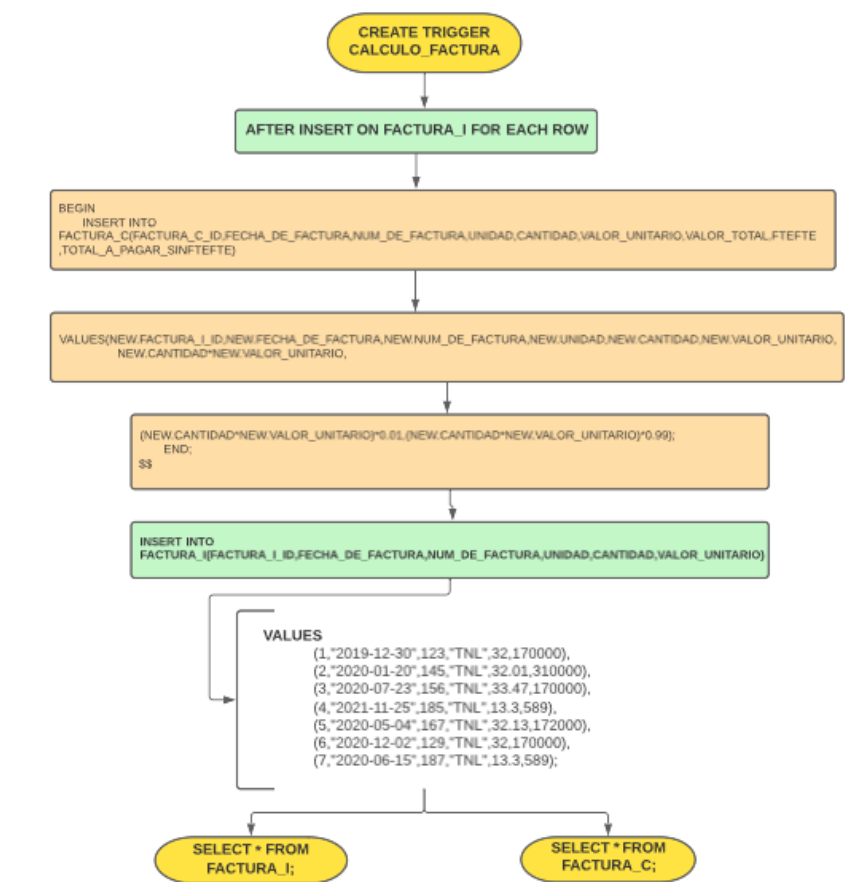 CREATE TRIGGER
CALCULO_FACTURA
AFTER INSERT ON FACTURA_I FOR EACH ROW
BEGIN
INSERT INTO
FACTURA_C(FACTURA_C_ID,FECHA_DE_FACTURA,NUM_DE_FACTURA,UNIDAD,CANTIDAD,VALOR_UNITARIO,VALOR_TOTAL,FTEFTE
,TOTAL_A_PAGAR_SINFTEFTE)
VALUES(NEW.FACTURA_I_ID,NEW.FECHA_DE_FACTURA,NEW.NUM_DE_FACTURA,NEW.UNIDAD,NEW.CANTIDAD,NEW.VALOR_UNITARIO,
NEW.CANTIDAD*NEW.VALOR_UNITARIO,
(NEW.CANTIDAD*NEW.VALOR_UNITARIO)*0.01,(NEW.CANTIDAD*NEW.VALOR_UNITARIO)*0.99);
END;
$$
INSERT INTO
FACTURA_I(FACTURA_I_ID,FECHA_DE_FACTURA,NUM_DE_FACTURA,UNIDAD,CANTIDAD,VALOR_UNITARIO)
VALUES
(1,"2019-12-30",123,"TNL",32,170000),
(2,"2020-01-20",145,"TNL",32.01,310000),
(3,"2020-07-23",156,"TNL",33.47,170000),
(4,"2021-11-25",185,"TNL",13.3,589),
(5,"2020-05-04",167,"TNL",32.13,172000),
(6,"2020-12-02",129,"TNL",32,170000),
(7,"2020-06-15",187,"TNL",13.3,589);
SELECT * FROM
FACTURA_I;
SELECT * FROM
FACTURA_C;